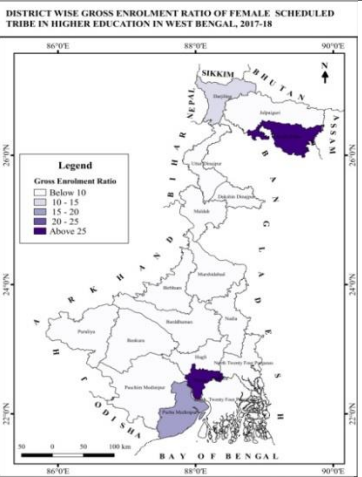 DISTRICT WISE GROSS ENROLMENT RATIO OF FEMALE SCHEDULED
TRIBE IN HIGHER EDUCATION IN WEST BENGAL, 2017-18
86°0'E 88°0'E 90°0'E
N
SIKKIM
BHUTAN
NEPAL
Darjiling
Jalpaiguri
ASSAM
26°0'N 26°0'N
BIHAR
BANGLADESH
Legend
Gross Enrolment Ratio
Below 10
10 - 15
15 - 20
20 - 25
Above 25
Uttar Dinajpur
Dakshin Dinajpur
Maldah
24°0'N 24°0'N
JHARKHAND
Murshidabad
Birbhum
Nadia
Barddhaman
Puruliya
Bankura
Hugli
North Twenty Four Parganas
Paschim Medinipur
22°0'N 22°0'N
Purba Medinipur
Twenty Four
ODISHA
50 0 50 100 km
BAY OF BENGAL
86°0'E 88°0'E 90°0'E